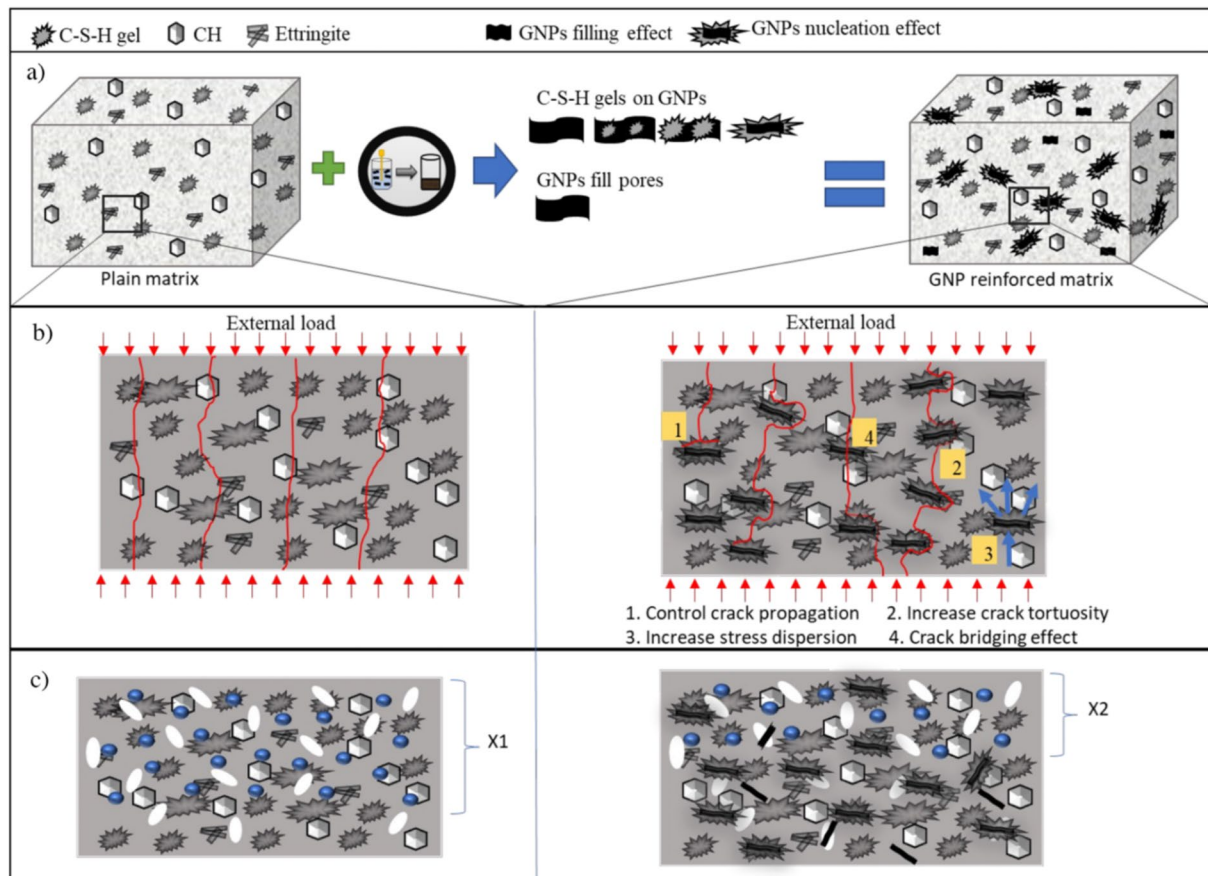 C-S-H gel CH Ettringite GNPs filling effect GNPs nucleation effect
a)
C-S-H gels on GNPs
GNPs fill pores
Plain matrix
GNP reinforced matrix
b)
External load
External load
1
4
2
3
1. Control crack propagation 2. Increase crack tortuosity
3. Increase stress dispersion 4. Crack bridging effect
c)
X1
X2